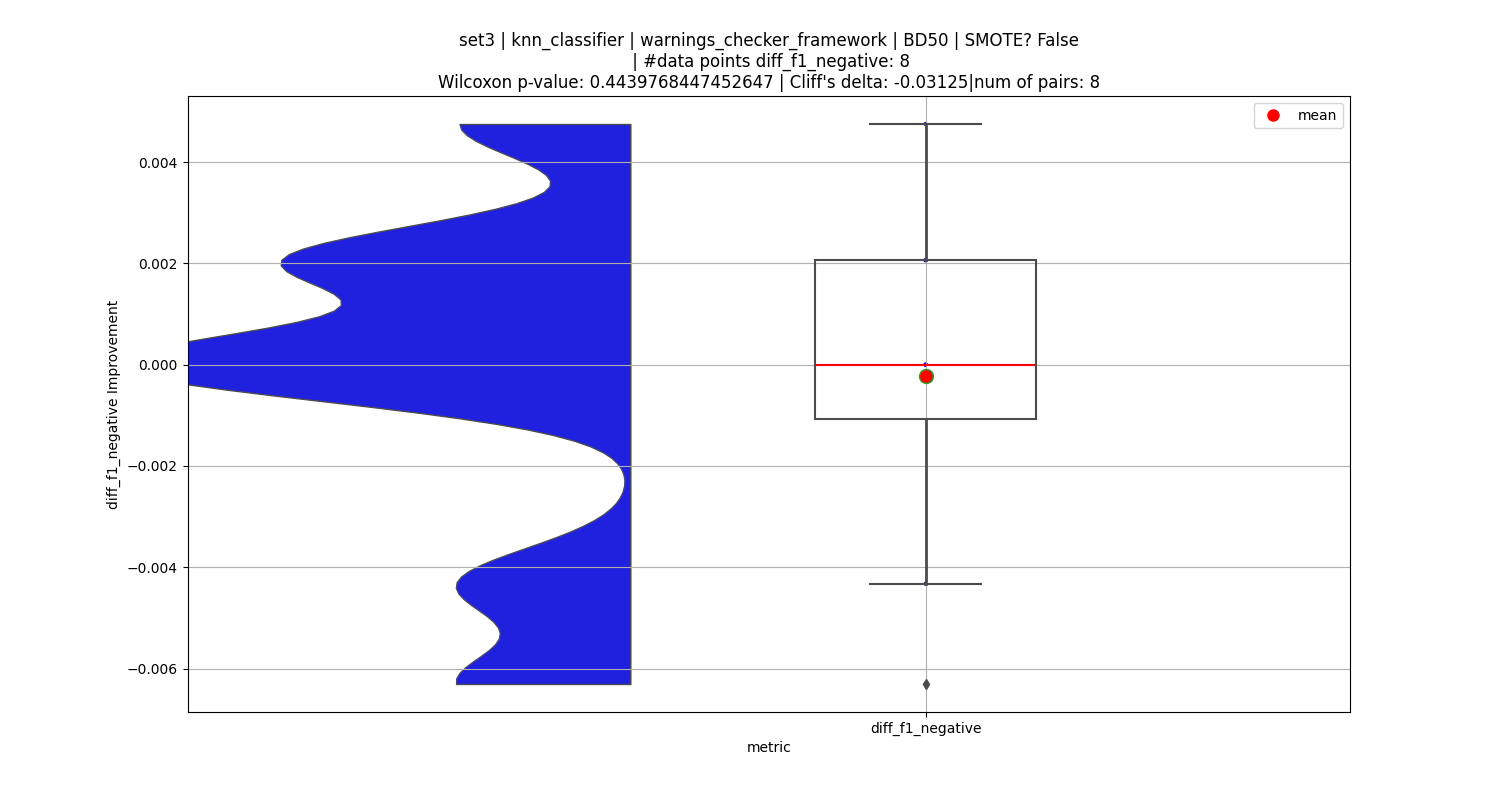 set3 | knn_classifier | warnings_checker_framework | BD50 | SMOTE? False
| #data points diff_f1_negative: 8
Wilcoxon p-value: 0.4439768447452647 | Cliff's delta: -0.03125|num of pairs: 8
mean
0.004
0.002
0.000
−0.002
−0.004
−0.006
diff_f1_negative Improvement
diff_f1_negative
metric